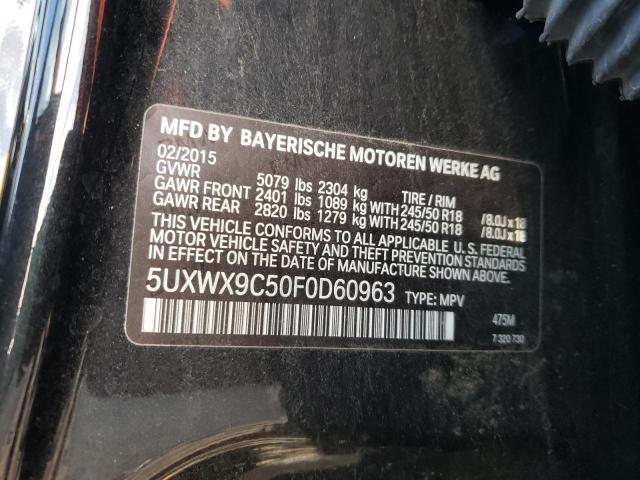 MFD BY BAYERISCHE MOTOREN WERKE AG
02/2015
GVWR 5079 lbs 2304 kg TIRE / RIM
GAWR FRONT 2401 lbs 1089 kg WITH 245/50 R18 /8.0J x 18
GAWR REAR 2820 lbs 1279 kg WITH 245/50 R18 /8.0J x 18
THIS VEHICLE CONFORMS TO ALL APPLICABLE U. S. FEDERAL
MOTOR VEHICLE SAFETY AND THEFT PREVENTION STANDARDS
IN EFFECT ON THE DATE OF MANUFACTURE SHOWN ABOVE.
5UXWX9C50F0D60963 TYPE: MPV 475M
7 320 730